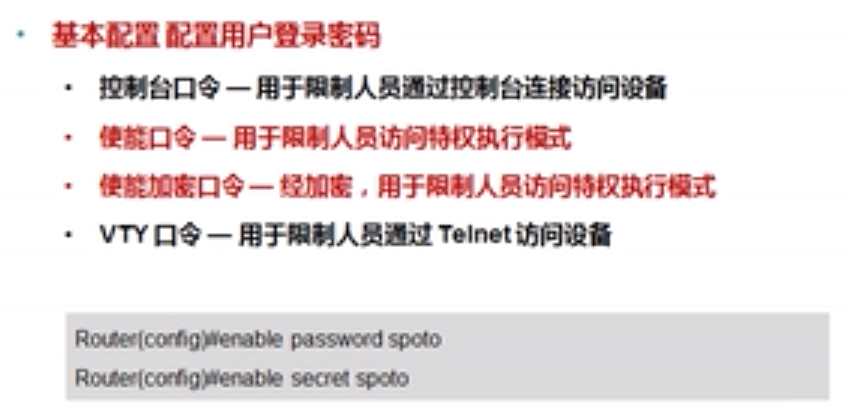 基本配置 配置用户登录密码
控制台口令 — 用于限制人员通过控制台连接访问设备
使能口令 — 用于限制人员访问特权执行模式
使能加密口令 — 经加密，用于限制人员访问特权执行模式
VTY 口令 — 用于限制人员通过 Telnet 访问设备
Router(config)#enable password spoto
Router(config)#enable secret spoto